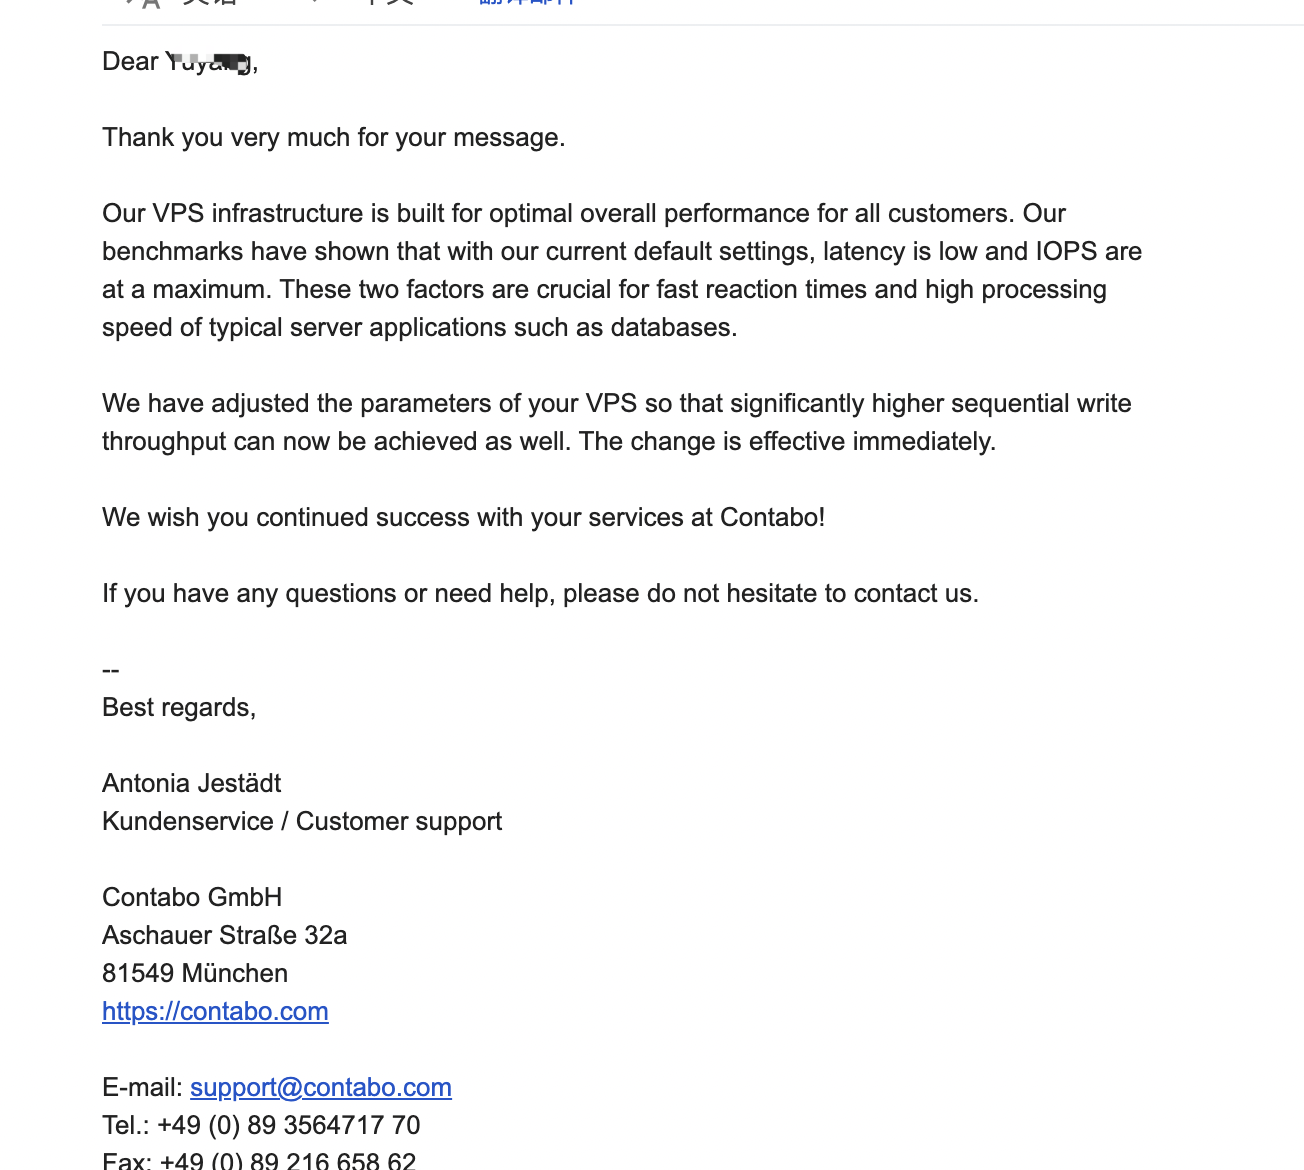 Dear
Thank you very much for your message.
Our VPS infrastructure is built for optimal overall performance for all customers. Our
benchmarks have shown that with our current default settings, latency is low and IOPS are
at a maximum. These two factors are crucial for fast reaction times and high processing
speed of typical server applications such as databases.
We have adjusted the parameters of your VPS so that significantly higher sequential write
throughput can now be achieved as well. The change is effective immediately.
We wish you continued success with your services at Contabo!
If you have any questions or need help, please do not hesitate to contact us.
--
Best regards,
Antonia Jestädt
Kundenservice / Customer support
Contabo GmbH
Aschauer Straße 32a
81549 München
https://contabo.com
E-mail: support@contabo.com
Tel.: +49 (0) 89 3564717 70
Fax: +49 (0) 89 216 658 62